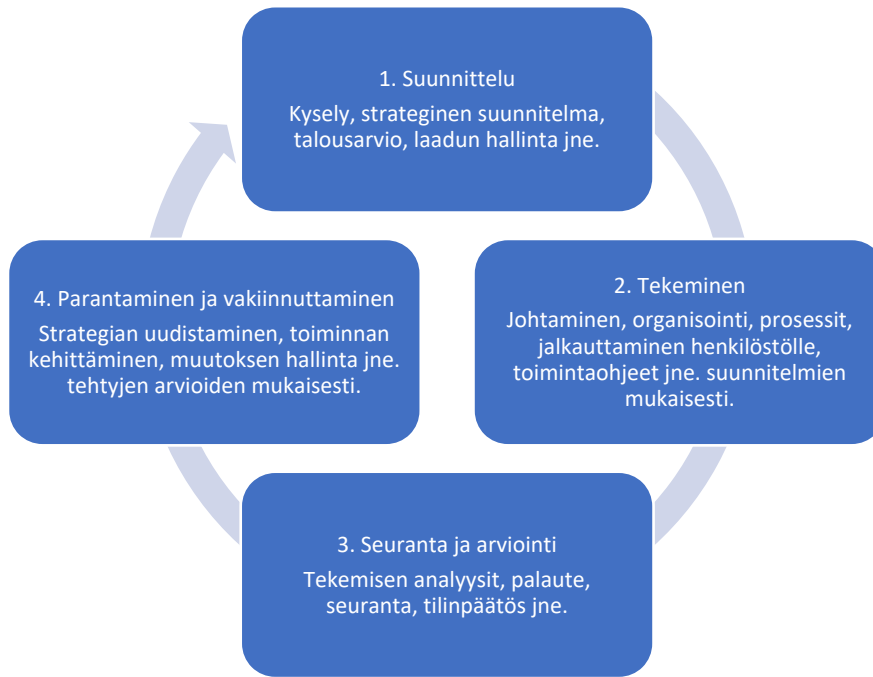 1. Suunnittelu
Kysely, strateginen suunnitelma,
talousarvio, laadun hallinta jne.
2. Tekeminen
Johtaminen, organisointi, prosessit,
jalkauttaminen henkilöstölle,
toimintaohjeet jne. suunnitelmien
mukaisesti.
3. Seuranta ja arviointi
Tekemisen analyysit, palaute,
seuranta, tilinpäätös jne.
4. Parantaminen ja vakiinnuttaminen
Strategian uudistaminen, toiminnan
kehittäminen, muutoksen hallinta jne.
tehtyjen arvioiden mukaisesti.